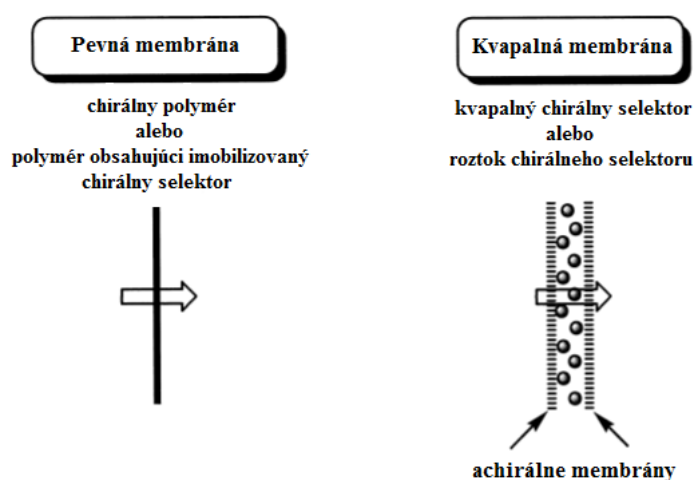 Pevná membrána
chirálny polymér
alebo
polymér obsahujúci imobilizovaný
chirálny selektor
Kvapalná membrána
kvapalný chirálny selektor
alebo
roztok chirálneho selektoru
achirálne membrány